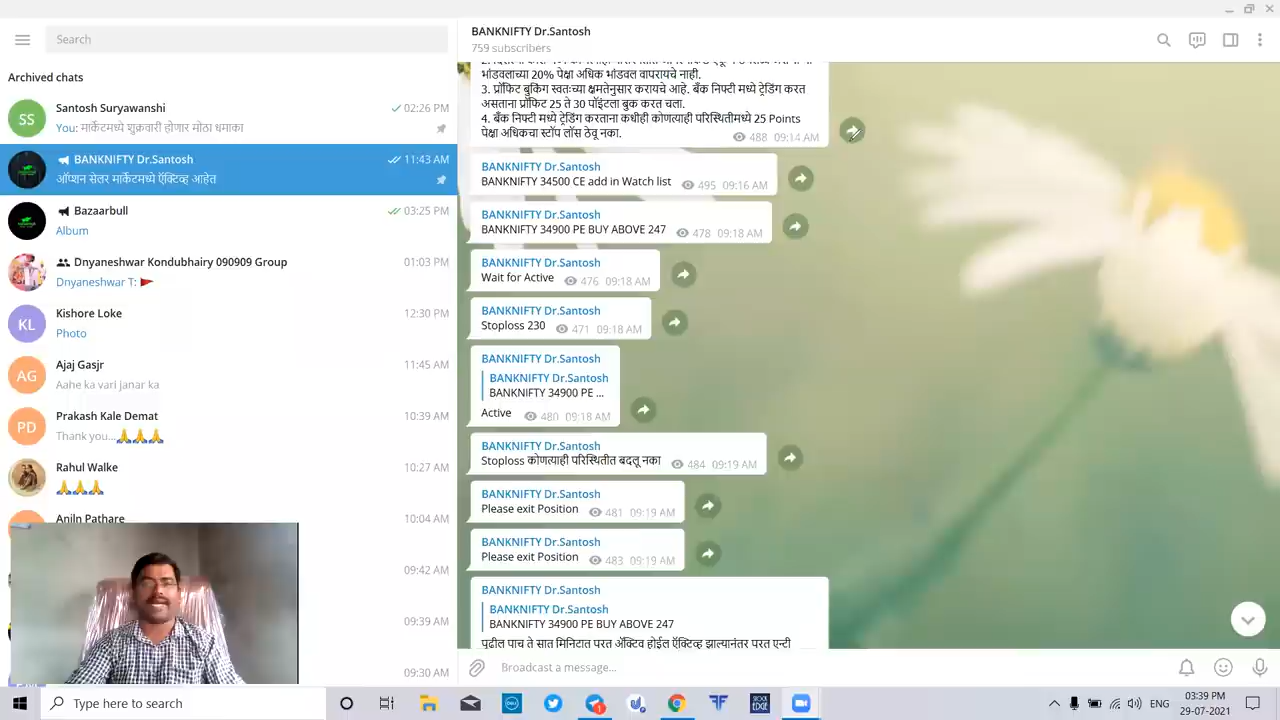 Search
Archived chats
SS
Santosh Suryawanshi
02:26 PM
You: मार्केटमध्ये शुक्रवारी होणार मोठा धमाका
BANKNIFTY Dr.Santosh
11:43 AM
ऑप्शन सेलर मार्केटमध्ये ऍक्टिव्ह आहेत
Bazaarbull
03:25 PM
Album
Dnyaneshwar Kondubhairy 090909 Group
01:03 PM
Dnyaneshwar T:
KL
Kishore Loke
12:30 PM
Photo
AG
Ajaj Gasjr
11:45 AM
Aahe ka vari janar ka
PD
Prakash Kale Demat
10:39 AM
Thank you...
Rahul Walke
10:27 AM
Aniln Pathare
10:04 AM
09:42 AM
09:39 AM
09:30 AM
BANKNIFTY Dr.Santosh
759 subscribers
भांडवलाच्या 20% पेक्षा अधिक भांडवल वापरायचे नाही.
3. प्रॉफिट बुकिंग स्वतःच्या क्षमतेनुसार करायचे आहे. बँक निफ्टी मध्ये ट्रेडिंग करत
असताना प्रॉफिट 25 ते 30 पॉइंटला बुक करत चला.
4. बँक निफ्टी मध्ये ट्रेडिंग करताना कधीही कोणत्याही परिस्थितीमध्ये 25 Points
पेक्षा अधिकचा स्टॉप लॉस ठेवू नका.
488 09:14 AM
BANKNIFTY Dr.Santosh
BANKNIFTY 34500 CE add in Watch list
495 09:16 AM
BANKNIFTY Dr.Santosh
BANKNIFTY 34900 PE BUY ABOVE 247
478 09:18 AM
BANKNIFTY Dr.Santosh
Wait for Active
476 09:18 AM
BANKNIFTY Dr.Santosh
Stoploss 230
471 09:18 AM
BANKNIFTY Dr.Santosh
BANKNIFTY Dr.Santosh
BANKNIFTY 34900 PE ...
Active
480 09:18 AM
BANKNIFTY Dr.Santosh
Stoploss कोणत्याही परिस्थितीत बदलू नका
484 09:19 AM
BANKNIFTY Dr.Santosh
Please exit Position
481 09:19 AM
BANKNIFTY Dr.Santosh
Please exit Position
483 09:19 AM
BANKNIFTY Dr.Santosh
BANKNIFTY Dr.Santosh
BANKNIFTY 34900 PE BUY ABOVE 247
पुढील पाच ते सात मिनिटात परत ॲक्टिव होईल ऍक्टिव्ह झाल्यानंतर परत एन्टी
Broadcast a message...
Type here to search
DELL
STOCK
EDGE
ENG
03:39 PM
29-07-2021